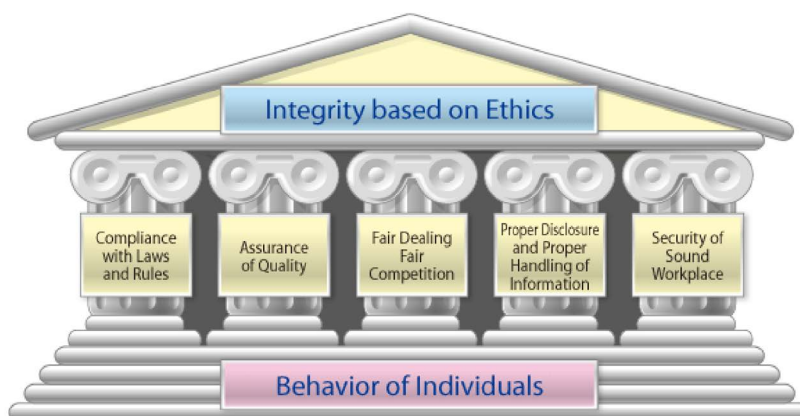 Integrity based on Ethics
Compliance
with Laws
and Rules
Assurance
of Quality
Fair Dealing
Fair
Competition
Proper Disclosure
and Proper
Handling of
Information
Security of
Sound
Workplace
Behavior of Individuals